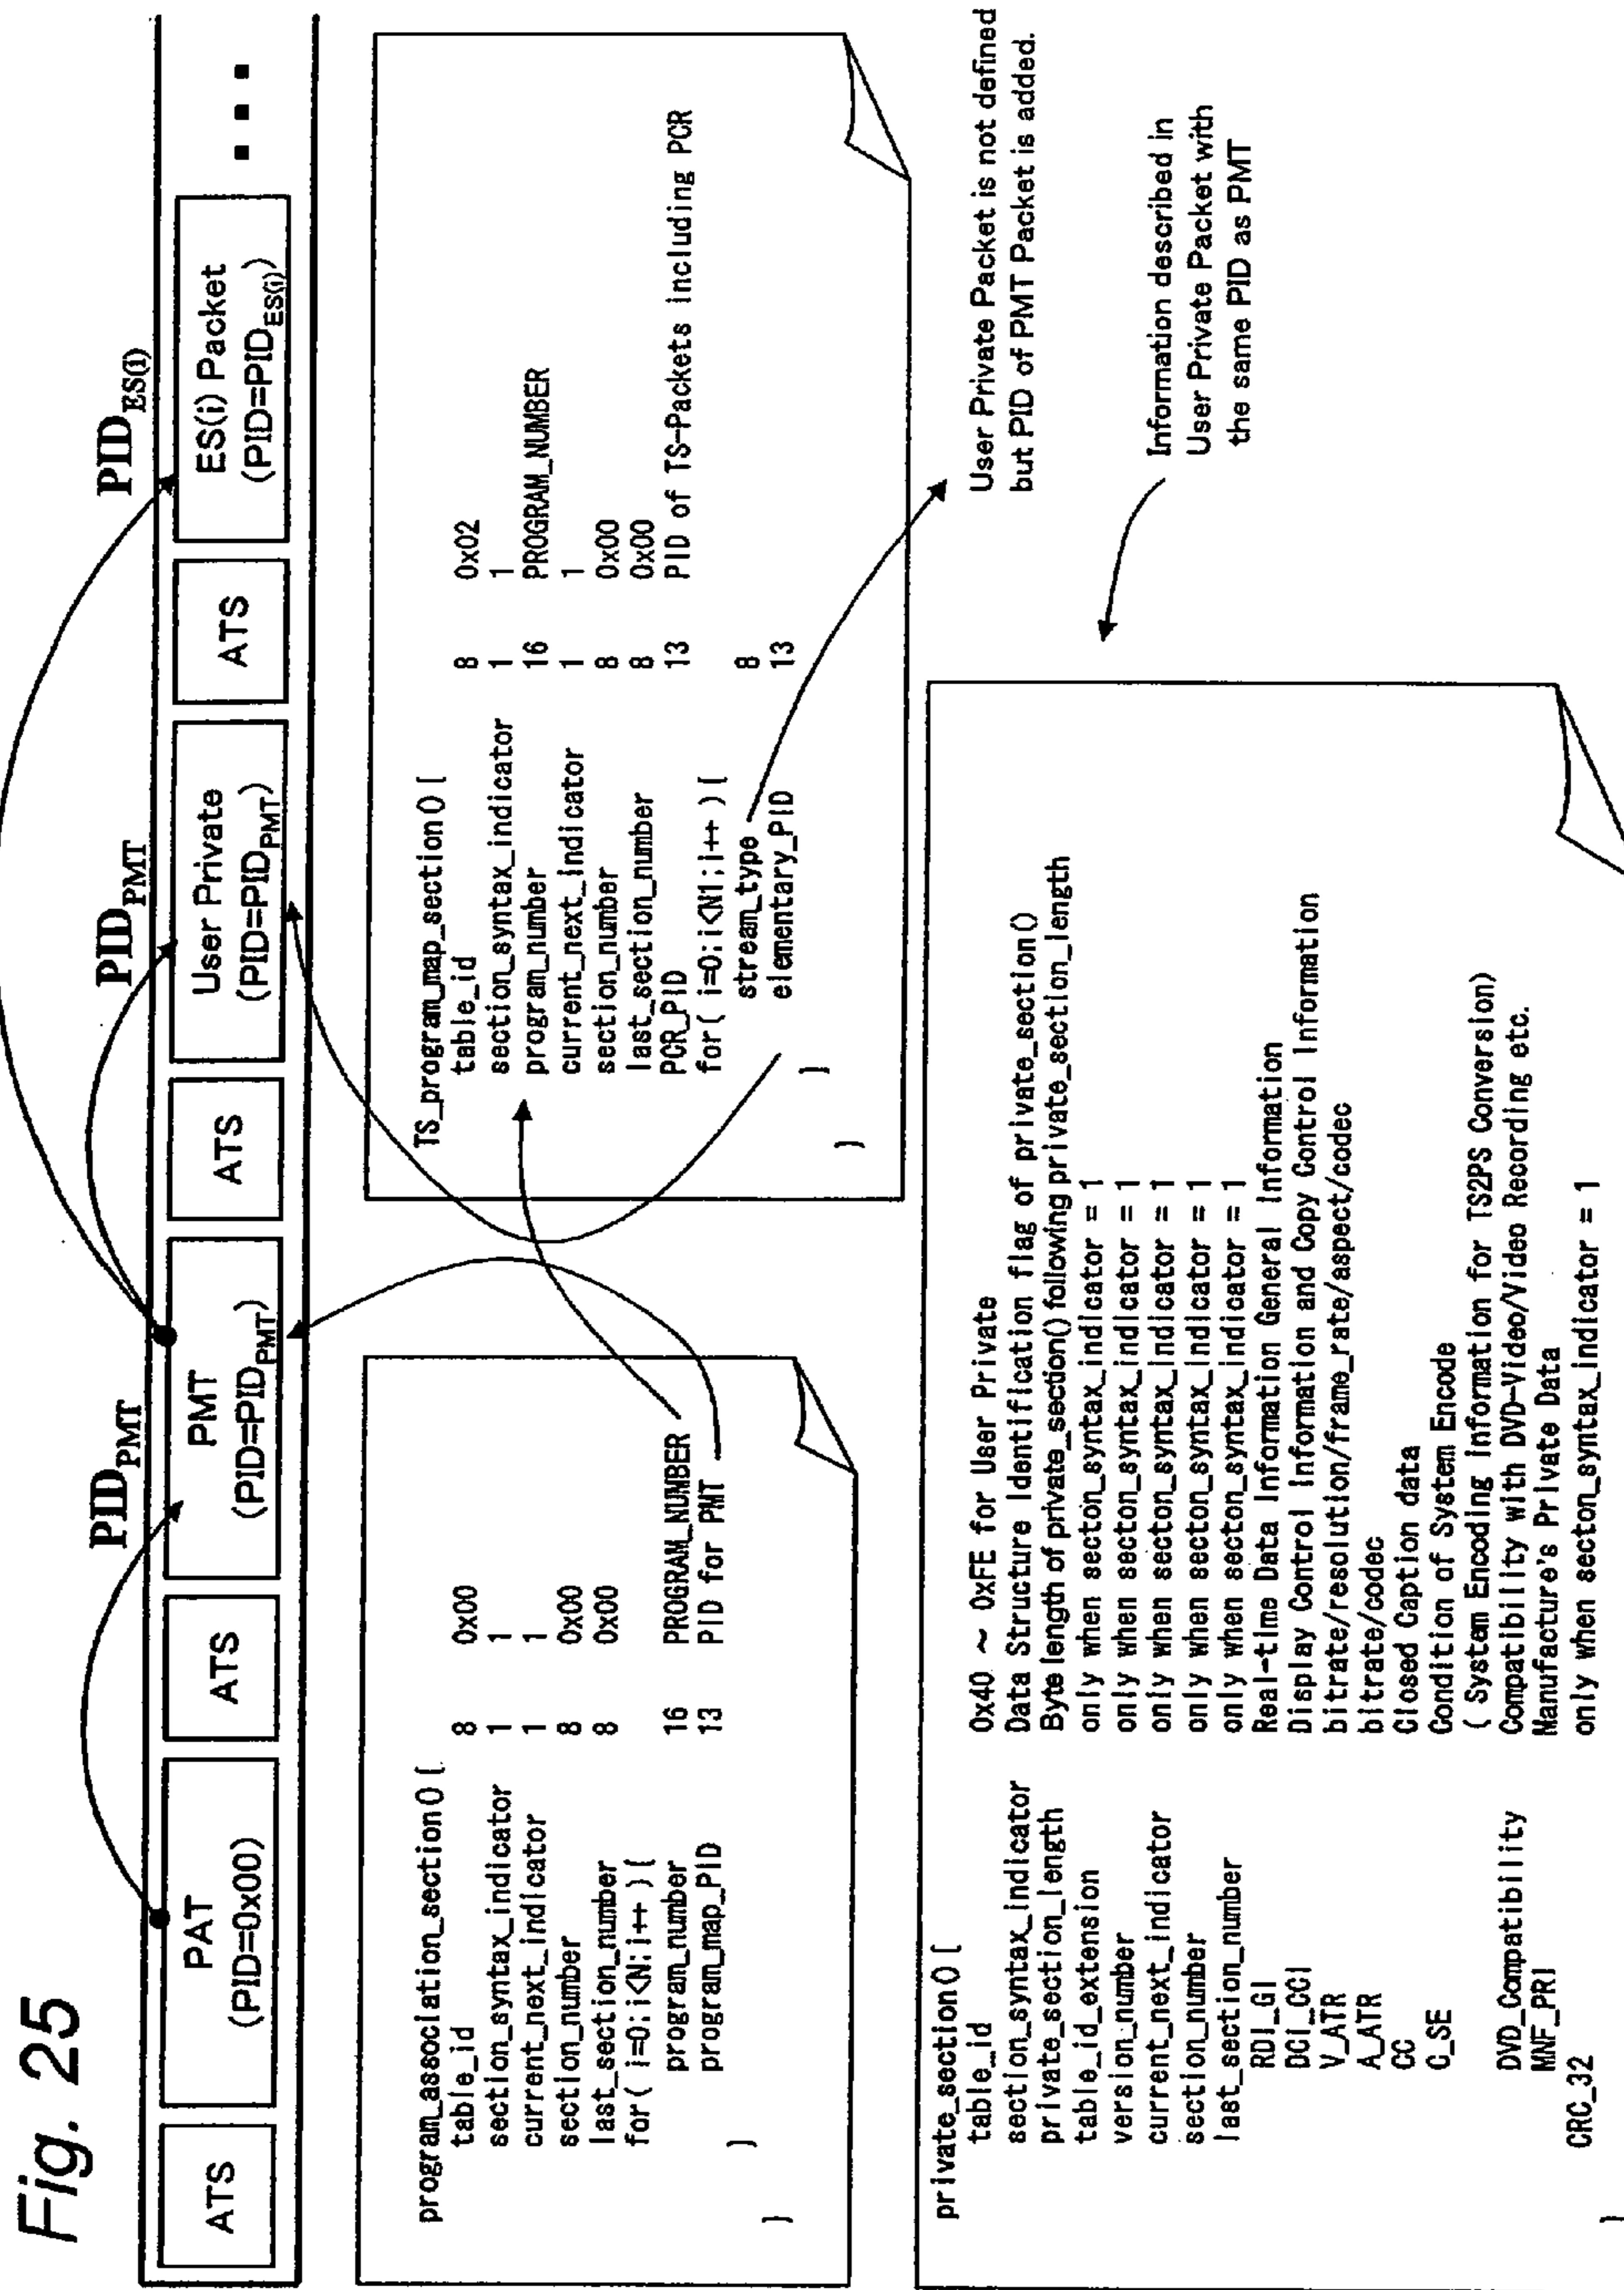 Fig. 25
PID_PMT
PID_PMT
PID_ES(i)
ATS
PAT
(PID=0x00)
ATS
PMT
(PID=PID_PMT)
ATS
User Private
(PID=PID_PMT)
ATS
ES(i) Packet
(PID=PID_ES(i))
program_association_section() {
table_id 8 0x00
section_syntax_indicator 1 1
current_next_indicator 1 1
section_number 8 0x00
last_section_number 8 0x00
for( i=0;i<N;i++ ) {
program_number 16 PROGRAM_NUMBER
program_map_PID 13 PID for PMT
}
}
TS_program_map_section() {
table_id 8 0x02
section_syntax_indicator 1 1
program_number 16 PROGRAM_NUMBER
current_next_indicator 1 1
section_number 8 0x00
last_section_number 8 0x00
PCR_PID 13 PID of TS-Packets including PCR
for( i=0;i<N1;i++ ) {
stream_type 8
elementary_PID 13
}
}
User Private Packet is not defined
but PID of PMT Packet is added.
Information described in
User Private Packet with
the same PID as PMT
private_section() {
table_id 0x40 ~ 0xFE for User Private
section_syntax_indicator Data Structure Identification flag of private_section()
private_section_length Byte length of private_section() following private_section_length
table_id_extension only when secton_syntax_indicator = 1
version_number only when secton_syntax_indicator = 1
current_next_indicator only when secton_syntax_indicator = 1
section_number only when secton_syntax_indicator = 1
last_section_number only when secton_syntax_indicator = 1
RDI_GI Real-time Data Information General Information
DCI_CCI Display Control Information and Copy Control Information
V_ATR bitrate/resolution/frame_rate/aspect/codec
A_ATR bitrate/codec
CC Closed Caption data
C_SE Condition of System Encode
( System Encoding information for TS2PS Conversion)
DVD_Compatibility Compatibility with DVD-Video/Video Recording etc.
MNF_PRI Manufacture's Private Data
CRC_32 only when secton_syntax_indicator = 1
}